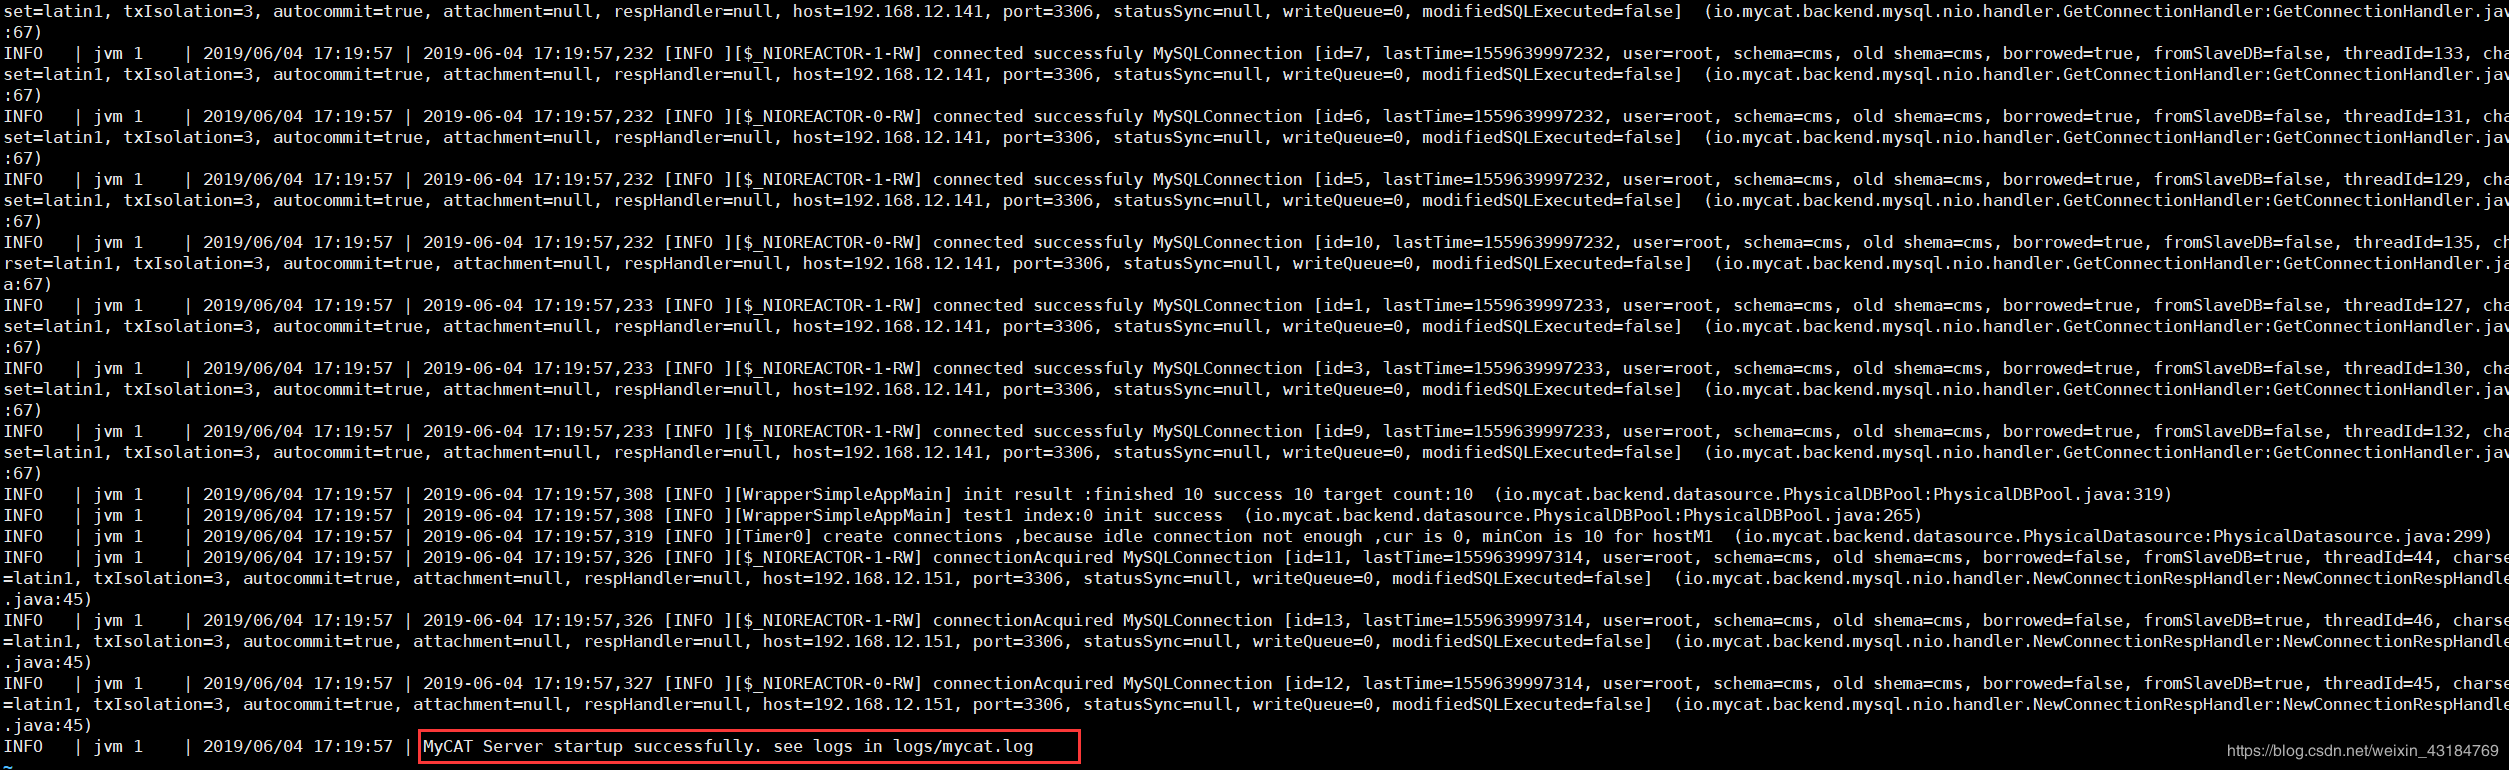 set=latin1, txIsolation=3, autocommit=true, attachment=null, respHandler=null, host=192.168.12.141, port=3306, statusSync=null, writeQueue=0, modifiedSQLExecuted=false]  (io.mycat.backend.mysql.nio.handler.GetConnectionHandler:GetConnectionHandler.jav
:67)
INFO   | jvm 1    | 2019/06/04 17:19:57 | 2019-06-04 17:19:57,232 [INFO ][$_NIOREACTOR-1-RW] connected successfuly MySQLConnection [id=7, lastTime=1559639997232, user=root, schema=cms, old shema=cms, borrowed=true, fromSlaveDB=false, threadId=133, cha
set=latin1, txIsolation=3, autocommit=true, attachment=null, respHandler=null, host=192.168.12.141, port=3306, statusSync=null, writeQueue=0, modifiedSQLExecuted=false]  (io.mycat.backend.mysql.nio.handler.GetConnectionHandler:GetConnectionHandler.jav
:67)
INFO   | jvm 1    | 2019/06/04 17:19:57 | 2019-06-04 17:19:57,232 [INFO ][$_NIOREACTOR-0-RW] connected successfuly MySQLConnection [id=6, lastTime=1559639997232, user=root, schema=cms, old shema=cms, borrowed=true, fromSlaveDB=false, threadId=131, cha
set=latin1, txIsolation=3, autocommit=true, attachment=null, respHandler=null, host=192.168.12.141, port=3306, statusSync=null, writeQueue=0, modifiedSQLExecuted=false]  (io.mycat.backend.mysql.nio.handler.GetConnectionHandler:GetConnectionHandler.jav
:67)
INFO   | jvm 1    | 2019/06/04 17:19:57 | 2019-06-04 17:19:57,232 [INFO ][$_NIOREACTOR-1-RW] connected successfuly MySQLConnection [id=5, lastTime=1559639997232, user=root, schema=cms, old shema=cms, borrowed=true, fromSlaveDB=false, threadId=129, cha
set=latin1, txIsolation=3, autocommit=true, attachment=null, respHandler=null, host=192.168.12.141, port=3306, statusSync=null, writeQueue=0, modifiedSQLExecuted=false]  (io.mycat.backend.mysql.nio.handler.GetConnectionHandler:GetConnectionHandler.jav
:67)
INFO   | jvm 1    | 2019/06/04 17:19:57 | 2019-06-04 17:19:57,232 [INFO ][$_NIOREACTOR-0-RW] connected successfuly MySQLConnection [id=10, lastTime=1559639997232, user=root, schema=cms, old shema=cms, borrowed=true, fromSlaveDB=false, threadId=135, ch
rset=latin1, txIsolation=3, autocommit=true, attachment=null, respHandler=null, host=192.168.12.141, port=3306, statusSync=null, writeQueue=0, modifiedSQLExecuted=false]  (io.mycat.backend.mysql.nio.handler.GetConnectionHandler:GetConnectionHandler.ja
a:67)
INFO   | jvm 1    | 2019/06/04 17:19:57 | 2019-06-04 17:19:57,233 [INFO ][$_NIOREACTOR-1-RW] connected successfuly MySQLConnection [id=1, lastTime=1559639997233, user=root, schema=cms, old shema=cms, borrowed=true, fromSlaveDB=false, threadId=127, cha
set=latin1, txIsolation=3, autocommit=true, attachment=null, respHandler=null, host=192.168.12.141, port=3306, statusSync=null, writeQueue=0, modifiedSQLExecuted=false]  (io.mycat.backend.mysql.nio.handler.GetConnectionHandler:GetConnectionHandler.jav
:67)
INFO   | jvm 1    | 2019/06/04 17:19:57 | 2019-06-04 17:19:57,233 [INFO ][$_NIOREACTOR-1-RW] connected successfuly MySQLConnection [id=3, lastTime=1559639997233, user=root, schema=cms, old shema=cms, borrowed=true, fromSlaveDB=false, threadId=130, cha
set=latin1, txIsolation=3, autocommit=true, attachment=null, respHandler=null, host=192.168.12.141, port=3306, statusSync=null, writeQueue=0, modifiedSQLExecuted=false]  (io.mycat.backend.mysql.nio.handler.GetConnectionHandler:GetConnectionHandler.jav
:67)
INFO   | jvm 1    | 2019/06/04 17:19:57 | 2019-06-04 17:19:57,233 [INFO ][$_NIOREACTOR-1-RW] connected successfuly MySQLConnection [id=9, lastTime=1559639997233, user=root, schema=cms, old shema=cms, borrowed=true, fromSlaveDB=false, threadId=132, cha
set=latin1, txIsolation=3, autocommit=true, attachment=null, respHandler=null, host=192.168.12.141, port=3306, statusSync=null, writeQueue=0, modifiedSQLExecuted=false]  (io.mycat.backend.mysql.nio.handler.GetConnectionHandler:GetConnectionHandler.jav
:67)
INFO   | jvm 1    | 2019/06/04 17:19:57 | 2019-06-04 17:19:57,308 [INFO ][WrapperSimpleAppMain] init result :finished 10 success 10 target count:10  (io.mycat.backend.datasource.PhysicalDBPool:PhysicalDBPool.java:319)
INFO   | jvm 1    | 2019/06/04 17:19:57 | 2019-06-04 17:19:57,308 [INFO ][WrapperSimpleAppMain] test1 index:0 init success  (io.mycat.backend.datasource.PhysicalDBPool:PhysicalDBPool.java:265)
INFO   | jvm 1    | 2019/06/04 17:19:57 | 2019-06-04 17:19:57,319 [INFO ][Timer0] create connections ,because idle connection not enough ,cur is 0, minCon is 10 for hostM1  (io.mycat.backend.datasource.PhysicalDatasource:PhysicalDatasource.java:299)
INFO   | jvm 1    | 2019/06/04 17:19:57 | 2019-06-04 17:19:57,326 [INFO ][$_NIOREACTOR-1-RW] connectionAcquired MySQLConnection [id=11, lastTime=1559639997314, user=root, schema=cms, old shema=cms, borrowed=false, fromSlaveDB=true, threadId=44, charse
=latin1, txIsolation=3, autocommit=true, attachment=null, respHandler=null, host=192.168.12.151, port=3306, statusSync=null, writeQueue=0, modifiedSQLExecuted=false]  (io.mycat.backend.mysql.nio.handler.NewConnectionRespHandler:NewConnectionRespHandle
.java:45)
INFO   | jvm 1    | 2019/06/04 17:19:57 | 2019-06-04 17:19:57,326 [INFO ][$_NIOREACTOR-1-RW] connectionAcquired MySQLConnection [id=13, lastTime=1559639997314, user=root, schema=cms, old shema=cms, borrowed=false, fromSlaveDB=true, threadId=46, charse
=latin1, txIsolation=3, autocommit=true, attachment=null, respHandler=null, host=192.168.12.151, port=3306, statusSync=null, writeQueue=0, modifiedSQLExecuted=false]  (io.mycat.backend.mysql.nio.handler.NewConnectionRespHandler:NewConnectionRespHandle
.java:45)
INFO   | jvm 1    | 2019/06/04 17:19:57 | 2019-06-04 17:19:57,327 [INFO ][$_NIOREACTOR-0-RW] connectionAcquired MySQLConnection [id=12, lastTime=1559639997314, user=root, schema=cms, old shema=cms, borrowed=false, fromSlaveDB=true, threadId=45, charse
=latin1, txIsolation=3, autocommit=true, attachment=null, respHandler=null, host=192.168.12.151, port=3306, statusSync=null, writeQueue=0, modifiedSQLExecuted=false]  (io.mycat.backend.mysql.nio.handler.NewConnectionRespHandler:NewConnectionRespHandle
.java:45)
INFO   | jvm 1    | 2019/06/04 17:19:57 | MyCAT Server startup successfully. see logs in logs/mycat.log
~
https://blog.csdn.net/weixin_43184769